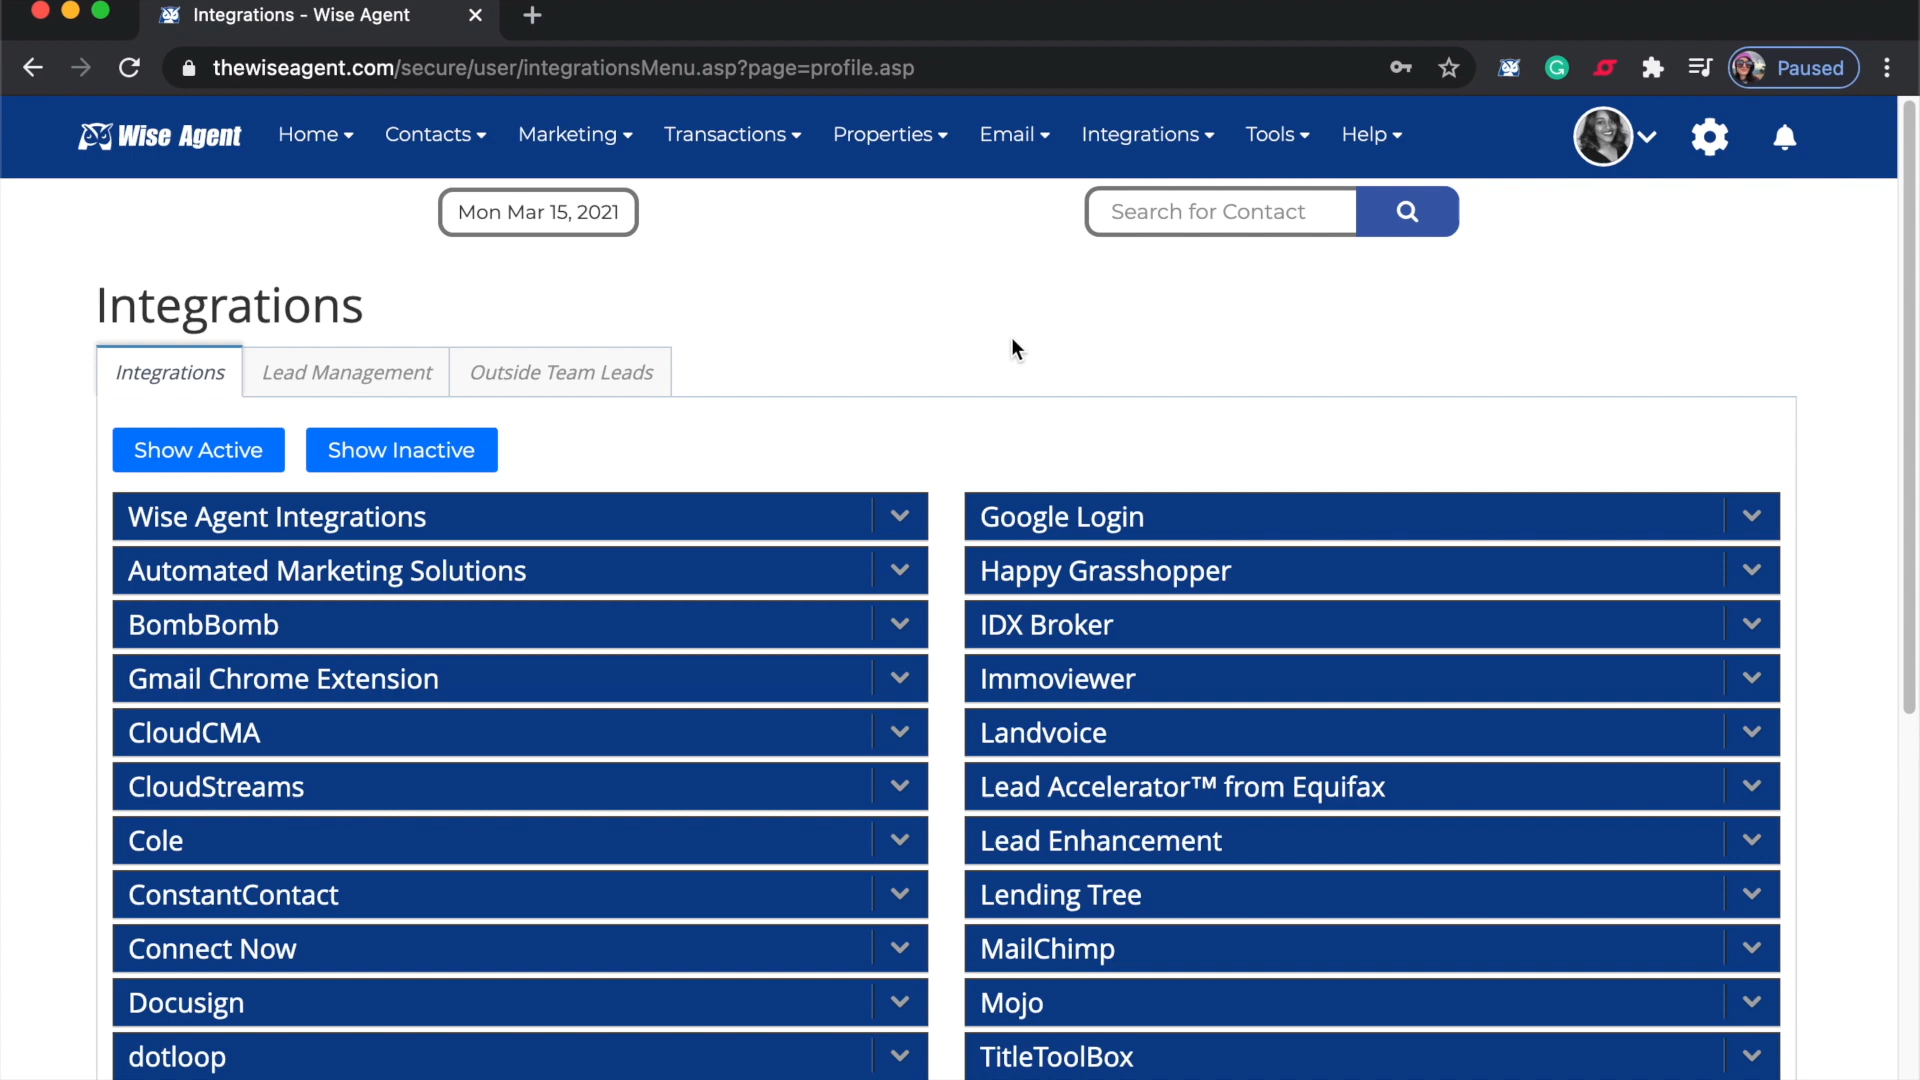 Integrations - Wise Agent
thewiseagent.com/secure/user/integrationsMenu.asp?page=profile.asp
Paused
Wise Agent Home Contacts Marketing Transactions Properties Email Integrations Tools Help
Mon Mar 15, 2021
Search for Contact
Integrations
Integrations Lead Management Outside Team Leads
Show Active Show Inactive
Wise Agent Integrations
Automated Marketing Solutions
BombBomb
Gmail Chrome Extension
CloudCMA
CloudStreams
Cole
ConstantContact
Connect Now
Docusign
dotloop
Google Login
Happy Grasshopper
IDX Broker
Immoviewer
Landvoice
Lead Accelerator™ from Equifax
Lead Enhancement
Lending Tree
MailChimp
Mojo
TitleToolBox